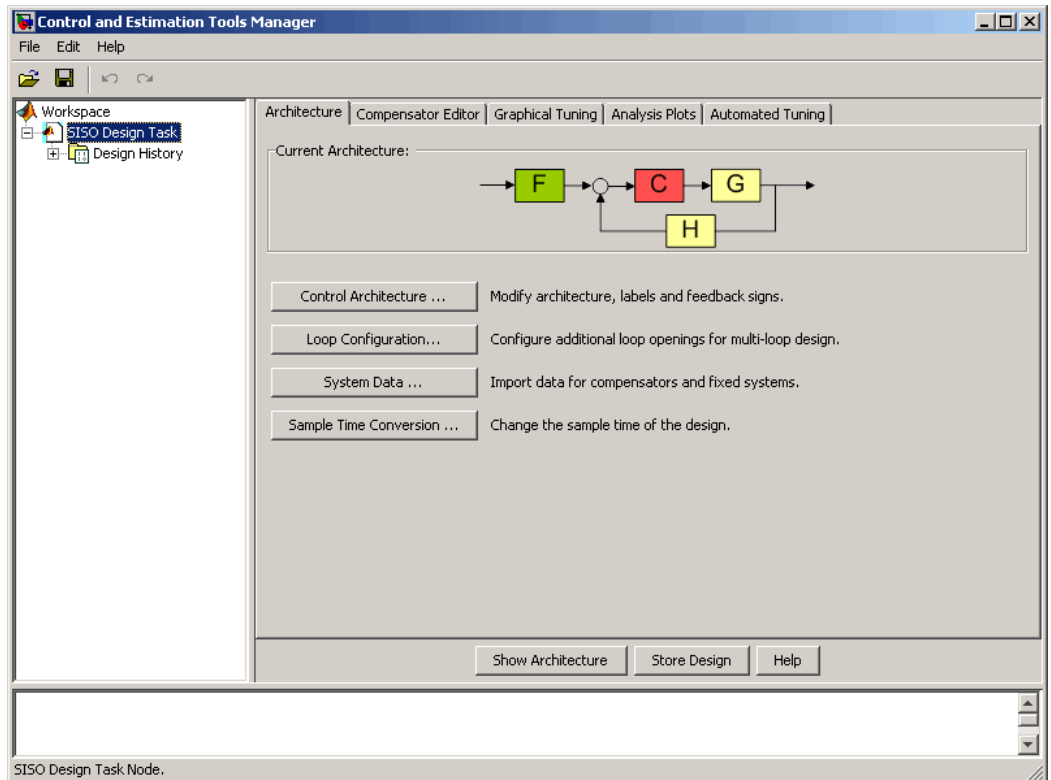 Control and Estimation Tools Manager
File Edit Help
Workspace
SISO Design Task
Design History
Architecture Compensator Editor Graphical Tuning Analysis Plots Automated Tuning
Current Architecture:
F C G
H
Control Architecture ... Modify architecture, labels and feedback signs.
Loop Configuration... Configure additional loop openings for multi-loop design.
System Data ... Import data for compensators and fixed systems.
Sample Time Conversion ... Change the sample time of the design.
Show Architecture Store Design Help
SISO Design Task Node.